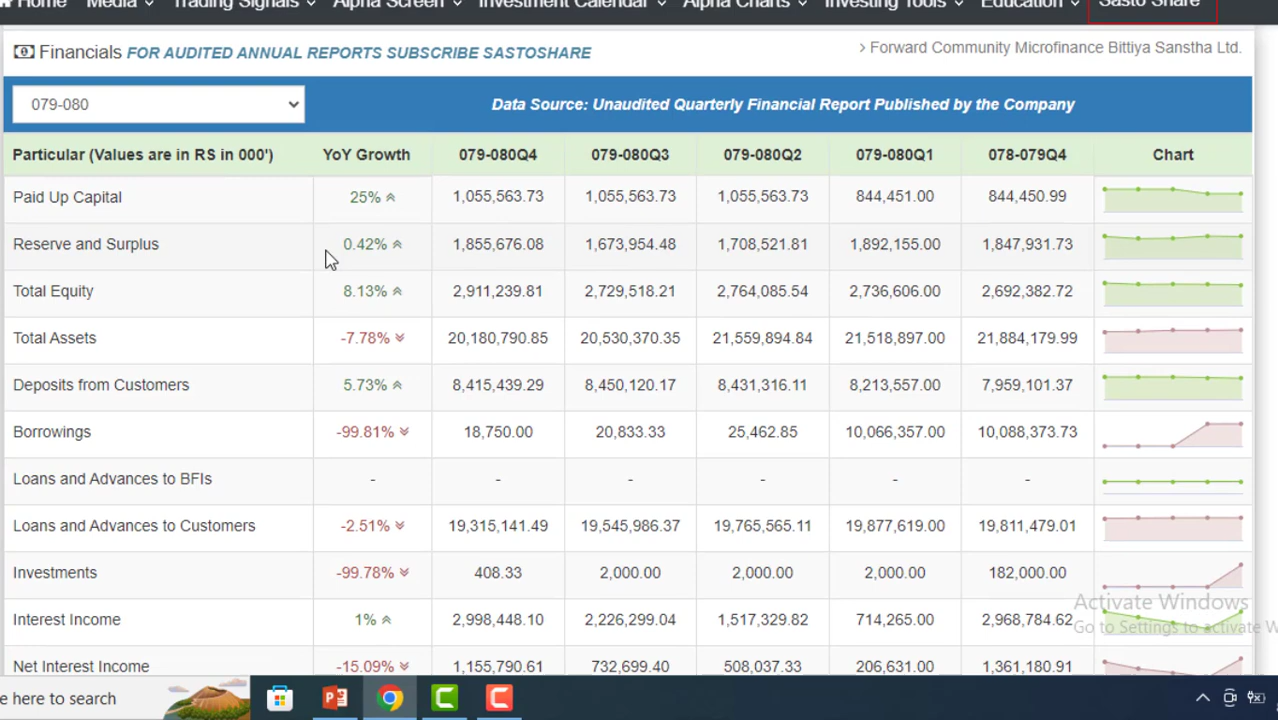 Home Media Trading Signals Alpha Screen Investment Calendar Alpha Charts Investing Tools Education Sasto Share
Financials FOR AUDITED ANNUAL REPORTS SUBSCRIBE SASTOSHARE
Forward Community Microfinance Bittiya Sanstha Ltd.
079-080 Data Source: Unaudited Quarterly Financial Report Published by the Company
Particular (Values are in RS in 000') YoY Growth 079-080Q4 079-080Q3 079-080Q2 079-080Q1 078-079Q4 Chart
Paid Up Capital 25% 1,055,563.73 1,055,563.73 1,055,563.73 844,451.00 844,450.99
Reserve and Surplus 0.42% 1,855,676.08 1,673,954.48 1,708,521.81 1,892,155.00 1,847,931.73
Total Equity 8.13% 2,911,239.81 2,729,518.21 2,764,085.54 2,736,606.00 2,692,382.72
Total Assets -7.78% 20,180,790.85 20,530,370.35 21,559,894.84 21,518,897.00 21,884,179.99
Deposits from Customers 5.73% 8,415,439.29 8,450,120.17 8,431,316.11 8,213,557.00 7,959,101.37
Borrowings -99.81% 18,750.00 20,833.33 25,462.85 10,066,357.00 10,088,373.73
Loans and Advances to BFIs - - - - - -
Loans and Advances to Customers -2.51% 19,315,141.49 19,545,986.37 19,765,565.11 19,877,619.00 19,811,479.01
Investments -99.78% 408.33 2,000.00 2,000.00 2,000.00 182,000.00
Activate Windows
Interest Income 1% 2,998,448.10 2,226,299.04 1,517,329.82 714,265.00 2,968,784.62
Go to Settings to activate W
Net Interest Income -15.09% 1,155,790.61 732,699.40 508,037.33 206,631.00 1,361,180.91
e here to search